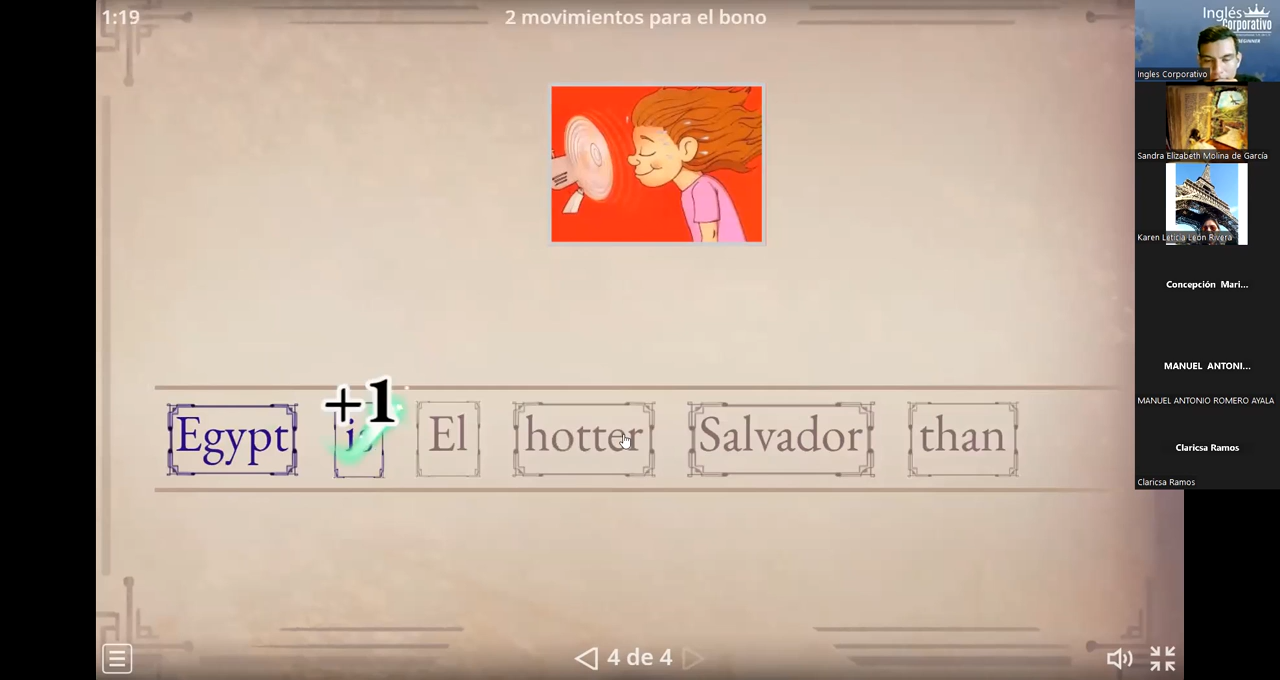 1:19
2 movimientos para el bono
Inglés
Corporativo
BEGINNER
Ingles Corporativo
Sandra Elizabeth Molina de García
Karen Leticia León Rivera
Concepción Mari...
MANUEL ANTONI...
MANUEL ANTONIO ROMERO AYALA
Claricsa Ramos
Claricsa Ramos
+1
Egypt is El hotter Salvador than
4 de 4